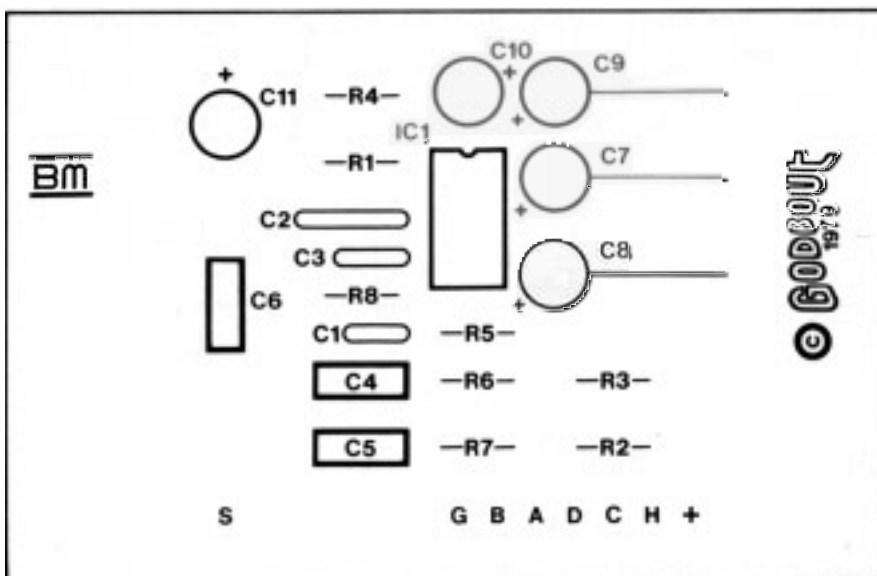 C10
C9
+
+
C11
R4
+
IC1
BM
R1
C7
GODBOUT
1979
©
C2
+
C3
C8
C6
R8
+
C1
R5
C4
R6
R3
C5
R7
R2
S G B A D C H +